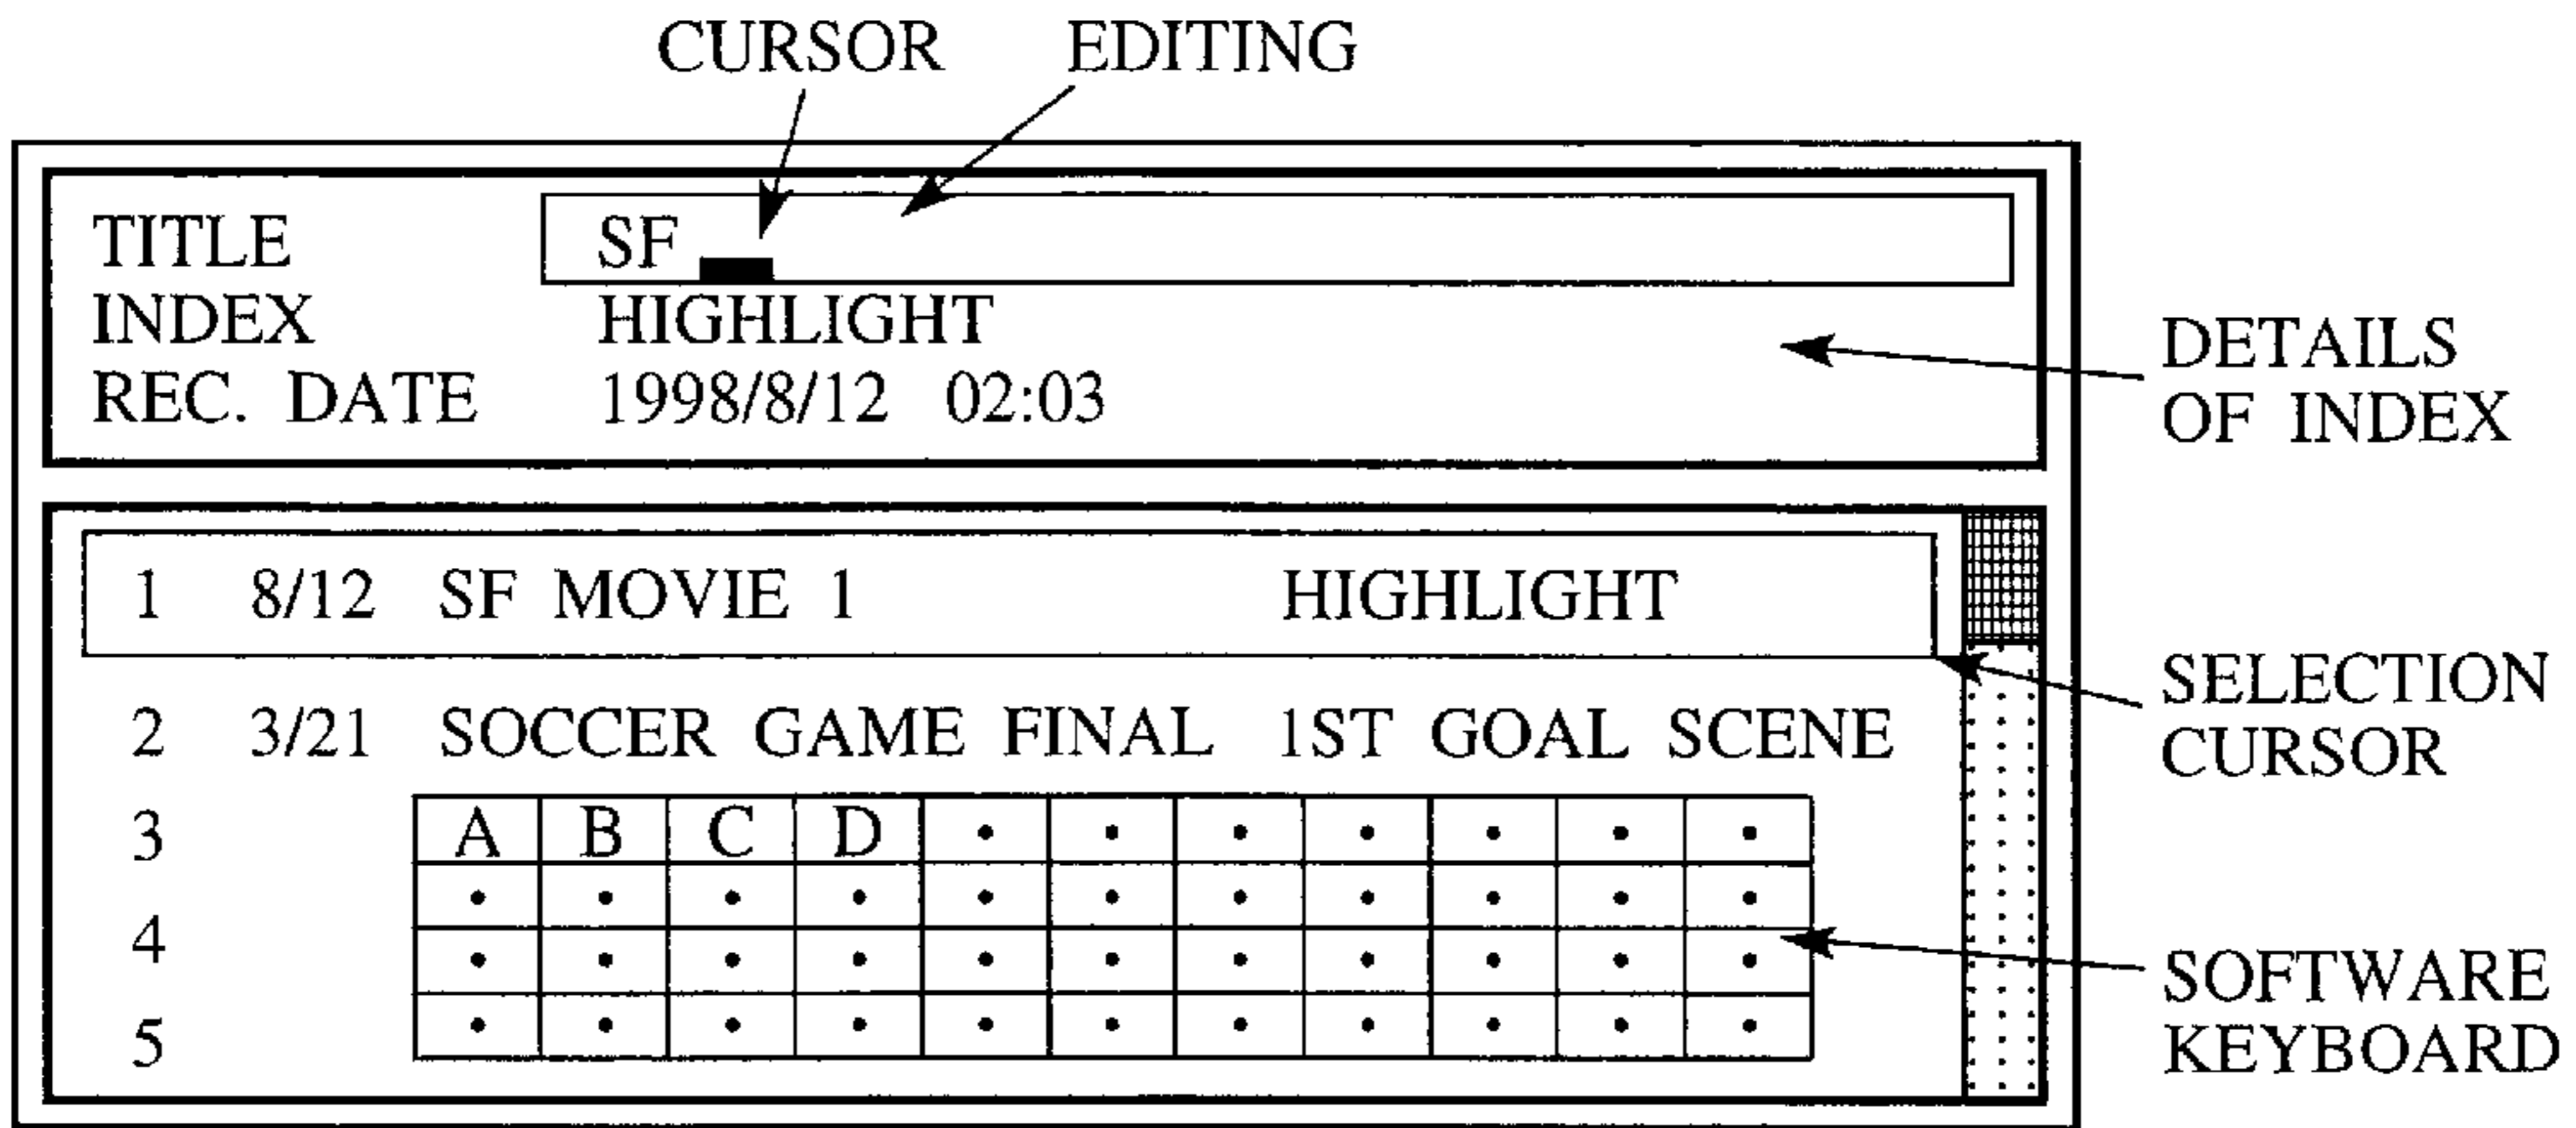 CURSOR EDITING
TITLE SF
INDEX HIGHLIGHT
REC. DATE 1998/8/12 02:03
DETAILS
OF INDEX
1 8/12 SF MOVIE 1 HIGHLIGHT
2 3/21 SOCCER GAME FINAL 1ST GOAL SCENE
SELECTION
CURSOR
3 A B C D
4
5
SOFTWARE
KEYBOARD